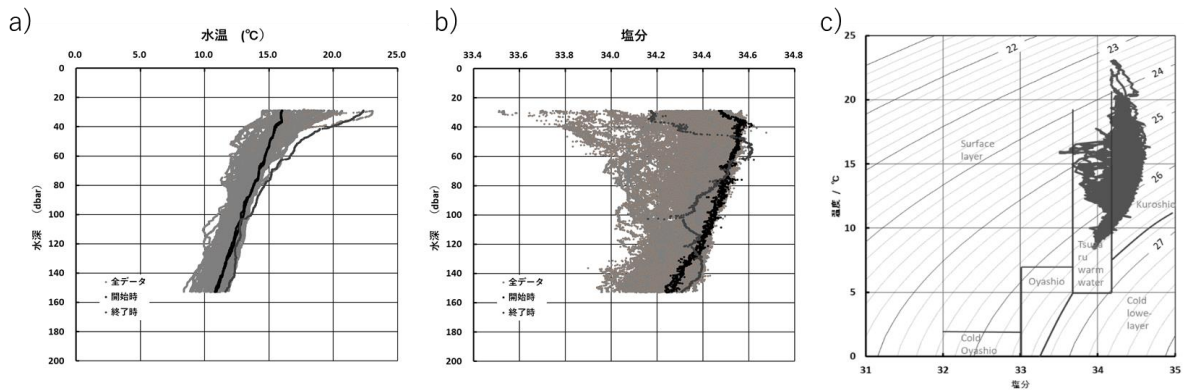 a)
水温 (℃)
0.0 5.0 10.0 15.0 20.0 25.0
0
20
40
60
80
100
120
140
160
180
200
水深 (dbar)
全データ
開始時
終了時
b)
塩分
33.4 33.6 33.8 34.0 34.2 34.4 34.6 34.8
0
20
40
60
80
100
120
140
160
180
200
水深 (dbar)
全データ
開始時
終了時
c)
25
20
15
10
5
0
温度 / ℃
22
23
24
25
26
27
Surface
layer
Kuroshio
Oyashio
ru
warm
water
Cold
lowe-
layer
Cold
Oyashio
31 32 33 34 35
塩分